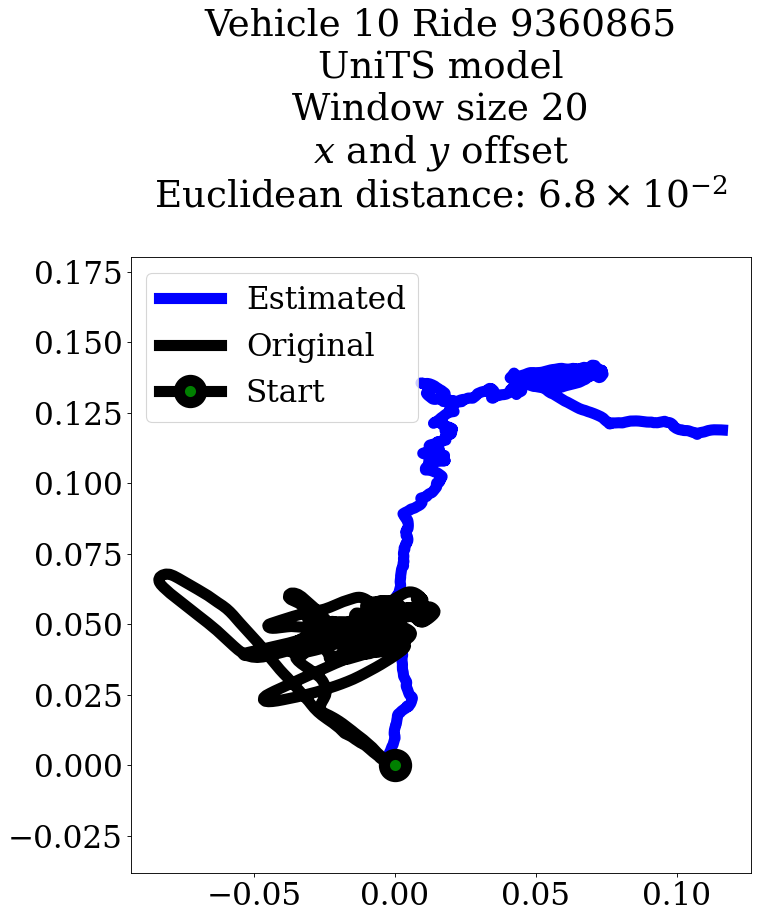 Vehicle 10 Ride 9360865
UniTS model
Window size 20
x and y offset
Euclidean distance: 6.8 × 10⁻²
Estimated
Original
Start
0.175
0.150
0.125
0.100
0.075
0.050
0.025
0.000
−0.025
−0.05 0.00 0.05 0.10